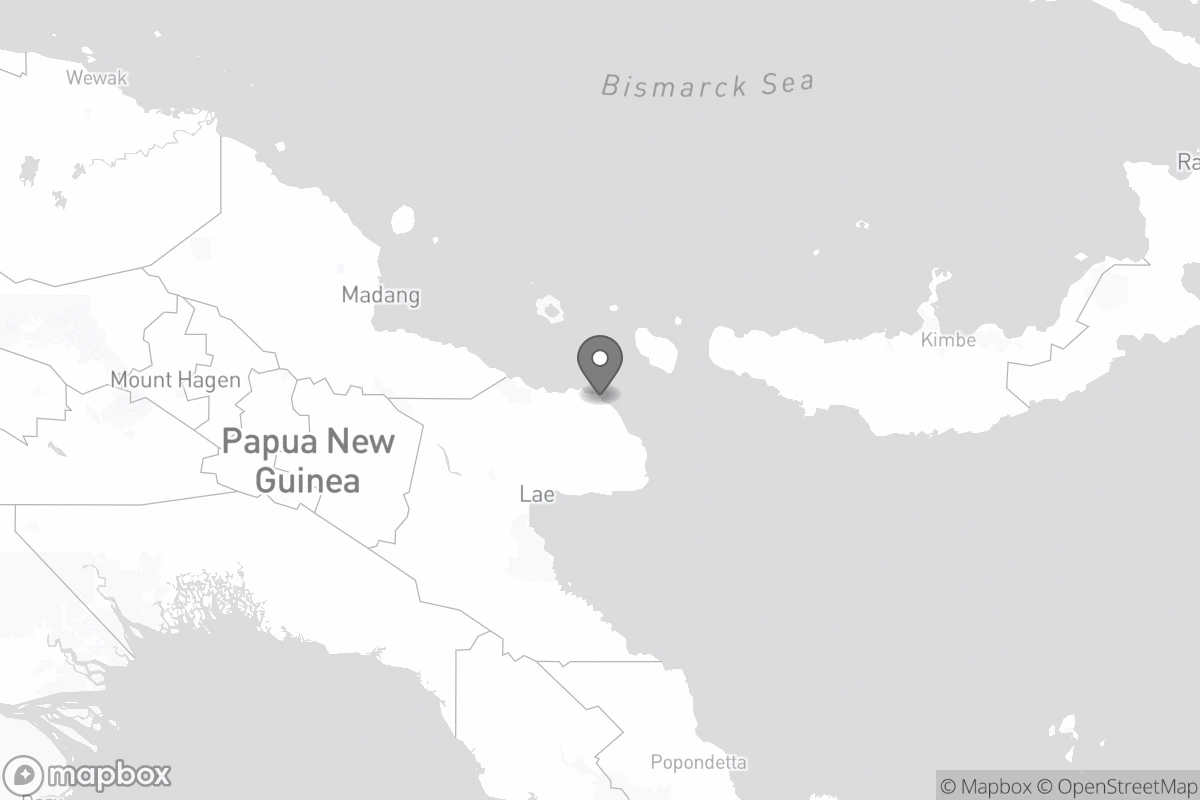 Wewak
Bismarck Sea
Ra
Madang
Kimbe
Mount Hagen
Papua New
Guinea
Lae
Popondetta
mapbox
© Mapbox © OpenStreetMap